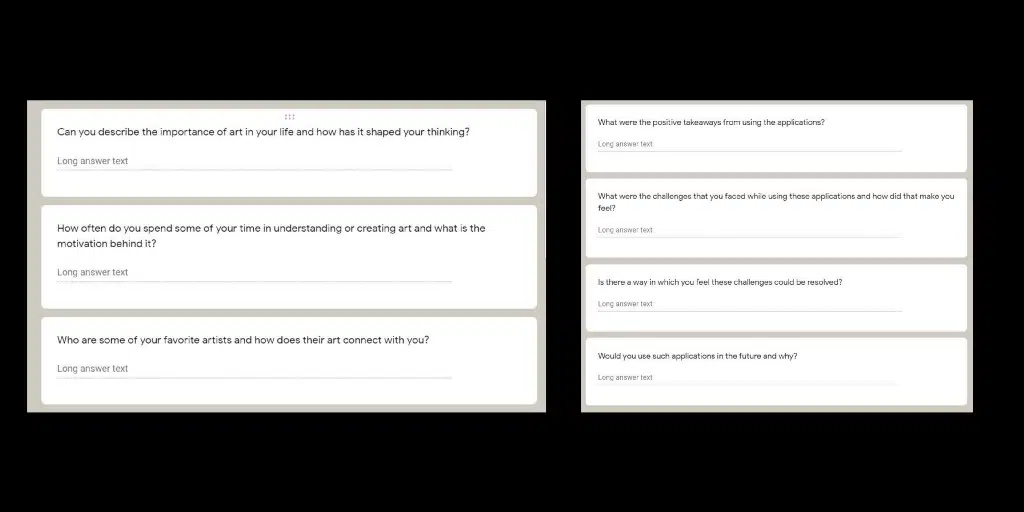 Can you describe the importance of art in your life and how has it shaped your thinking?
Long answer text
How often do you spend some of your time in understanding or creating art and what is the
motivation behind it?
Long answer text
Who are some of your favorite artists and how does their art connect with you?
Long answer text
What were the positive takeaways from using the applications?
Long answer text
What were the challenges that you faced while using these applications and how did that make you
feel?
Long answer text
Is there a way in which you feel these challenges could be resolved?
Long answer text
Would you use such applications in the future and why?
Long answer text